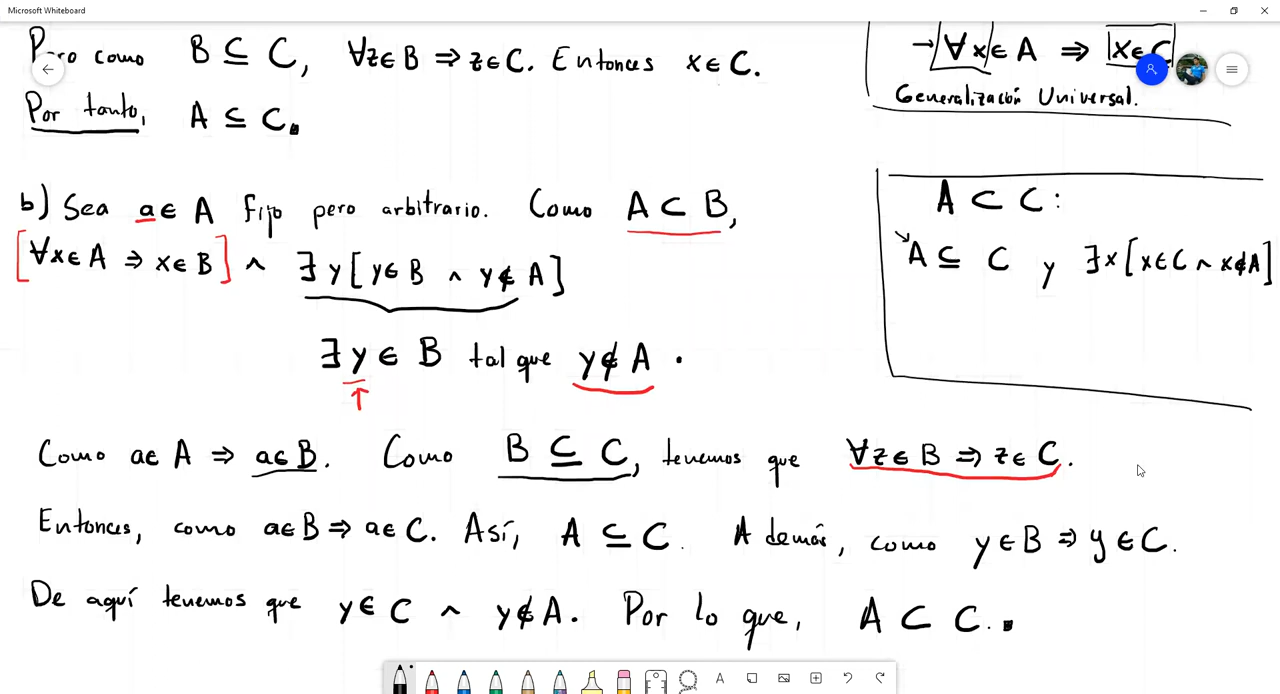 Microsoft Whiteboard
Pero como B ⊆ C, ∀z∈B ⇒ z∈C. Entonces x∈C.
Por tanto, A ⊆ C.
→ ∀x∈A ⇒ x∈C
Generalización Universal.
b) Sea a∈A fijo pero arbitrario. Como A ⊂ B,
[∀x∈A ⇒ x∈B] ∧ ∃y[y∈B ∧ y∉A]
∃y∈B tal que y∉A.
A ⊂ C:
A ⊆ C y ∃x[x∈C ∧ x∉A]
Como a∈A ⇒ a∈B. Como B ⊆ C, tenemos que ∀z∈B ⇒ z∈C.
Entonces, como a∈B ⇒ a∈C. Así, A ⊆ C. Además, como y∈B ⇒ y∈C.
De aquí tenemos que y∈C ∧ y∉A. Por lo que, A ⊂ C.